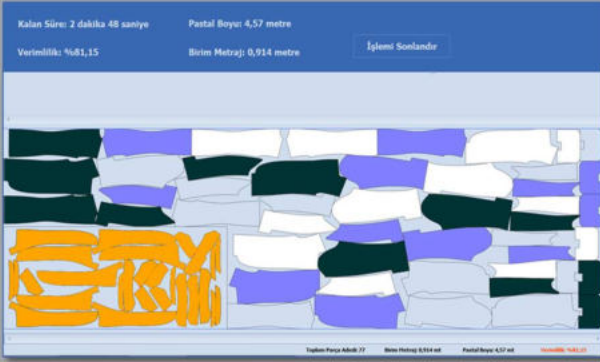 Kalan Süre: 2 dakika 48 saniye
Pastal Boyu: 4,57 metre
Verimlilik: %81,15
Birim Metraj: 0,914 metre
İşlemi Sonlandır
Toplam Parça Adedi: 77
Birim Metraj: 0,914 mt
Pastal Boyu: 4,57 mt
Verimlilik: %81,15